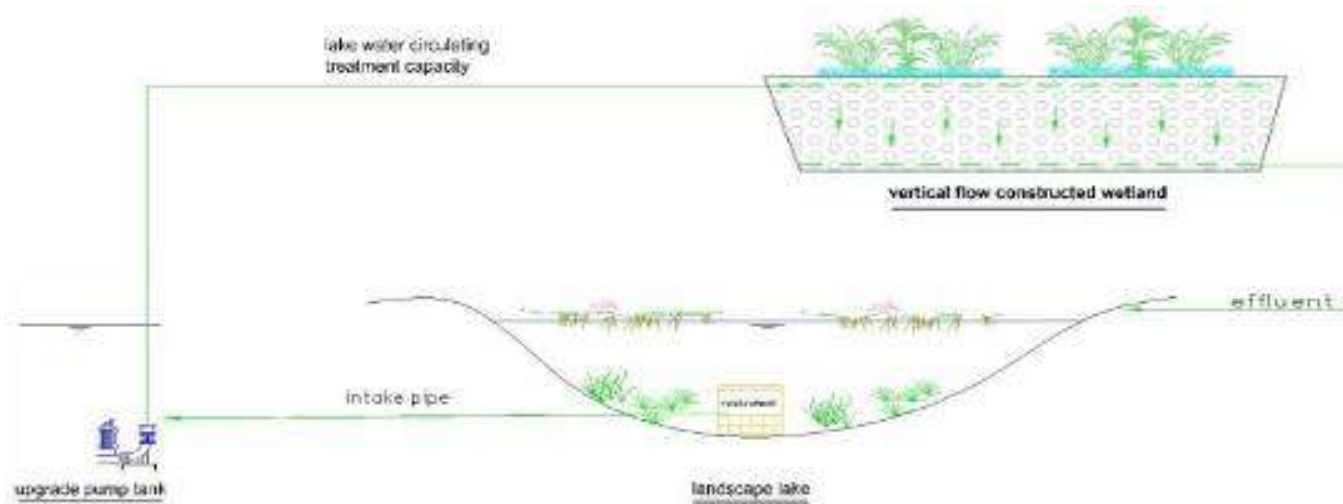 lake water circulating
treatment capacity
vertical flow constructed wetland
effluent
intake pipe
upgrade pump tank
landscape lake